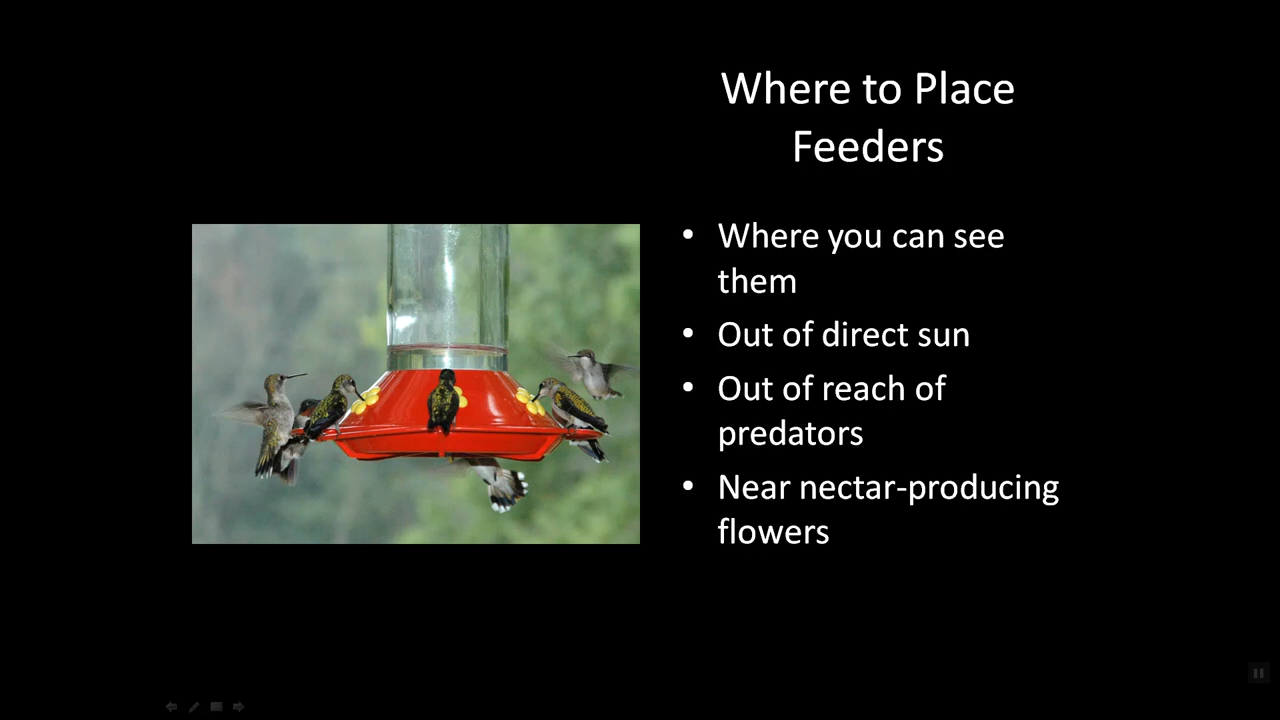 Where to Place
Feeders
• Where you can see
them
• Out of direct sun
• Out of reach of
predators
• Near nectar-producing
flowers